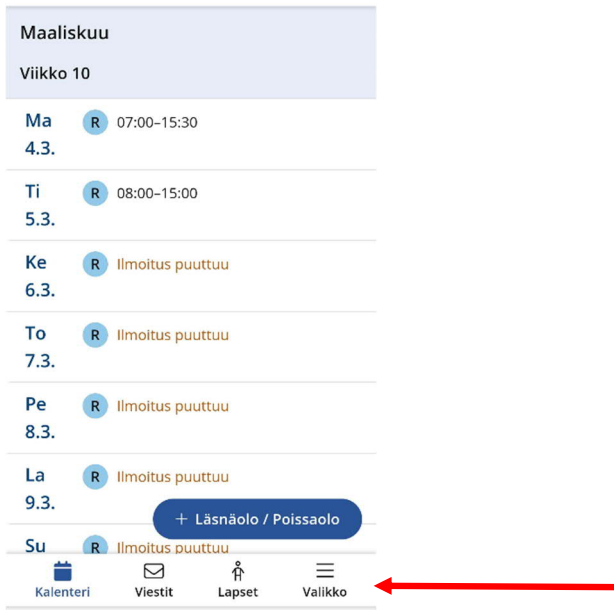 Maaliskuu
Viikko 10
Ma R 07:00–15:30
4.3.
Ti R 08:00–15:00
5.3.
Ke R Ilmoitus puuttuu
6.3.
To R Ilmoitus puuttuu
7.3.
Pe R Ilmoitus puuttuu
8.3.
La R Ilmoitus puuttuu
9.3.
+ Läsnäolo / Poissaolo
Su R Ilmoitus puuttuu
Kalenteri Viestit Lapset Valikko